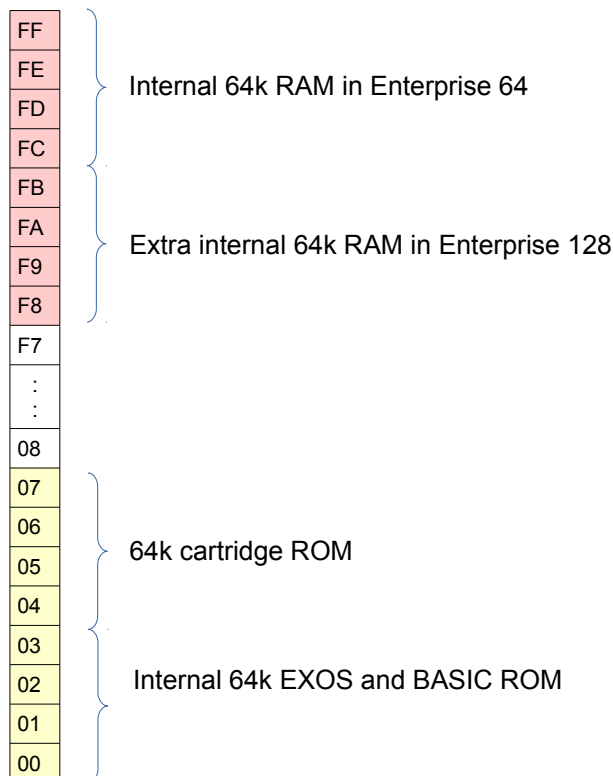 FF
FE
Internal 64k RAM in Enterprise 64
FD
FC
FB
FA
Extra internal 64k RAM in Enterprise 128
F9
F8
F7
:
:
08
07
06
64k cartridge ROM
05
04
03
Internal 64k EXOS and BASIC ROM
02
01
00